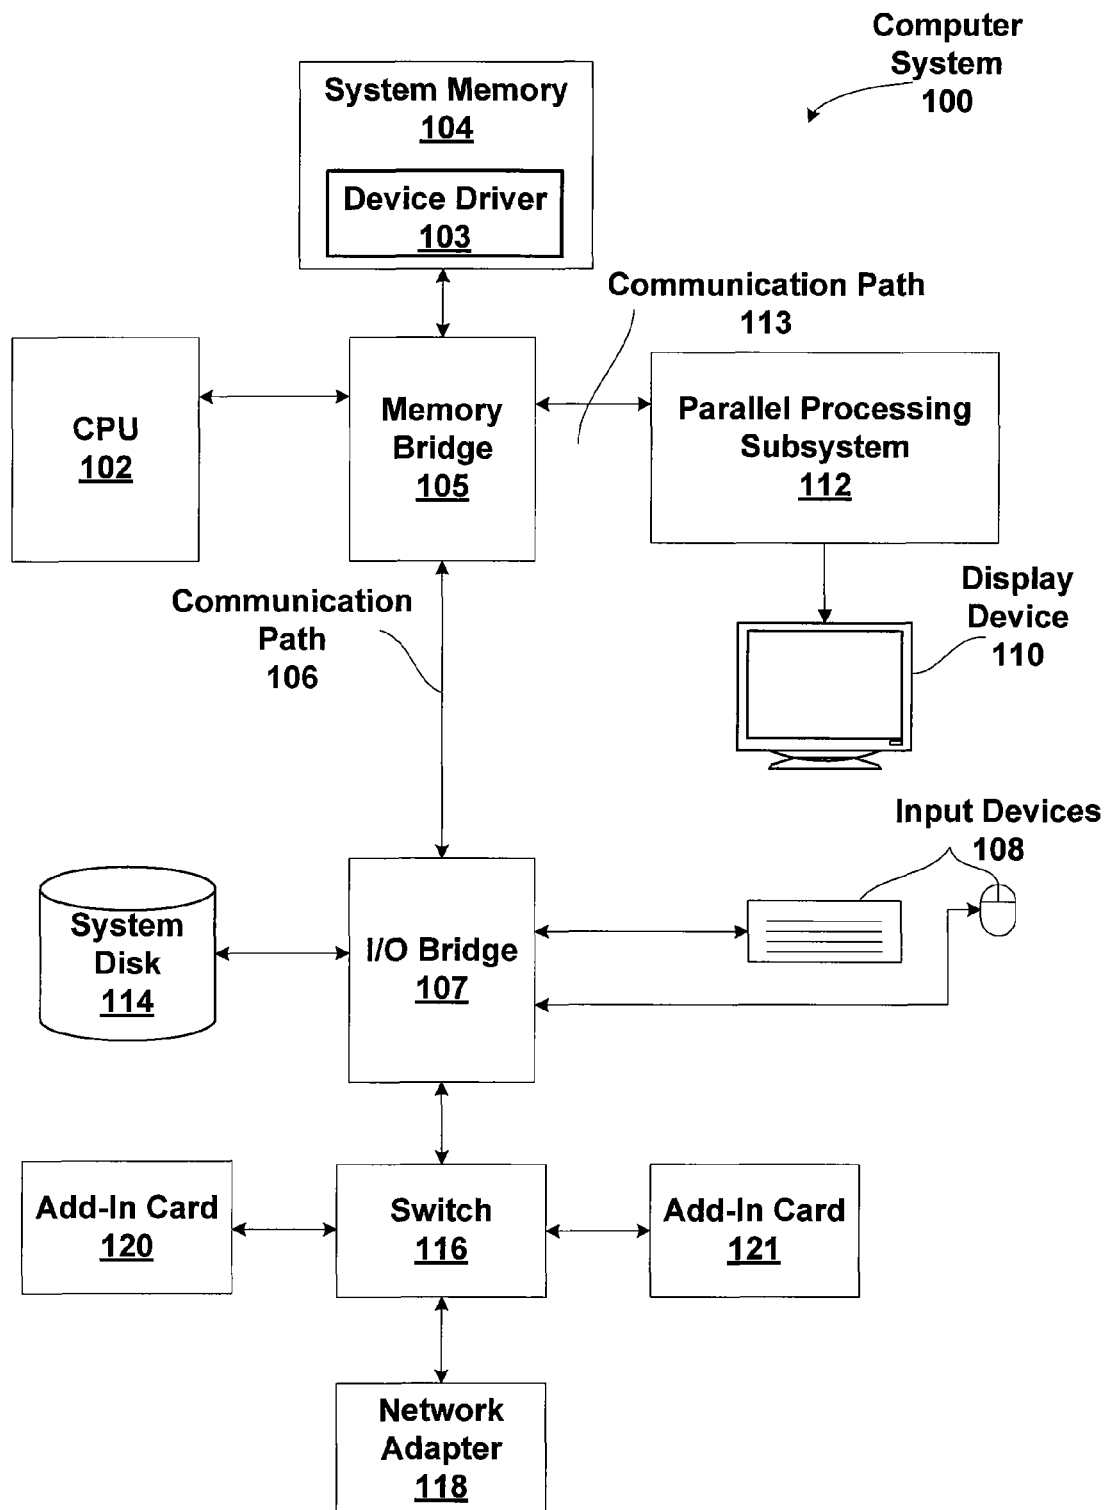 Computer
System
100
System Memory
104
Device Driver
103
Communication Path
113
CPU
102
Memory
Bridge
105
Parallel Processing
Subsystem
112
Communication
Path
106
Display
Device
110
Input Devices
108
System
Disk
114
I/O Bridge
107
Add-In Card
120
Switch
116
Add-In Card
121
Network
Adapter
118